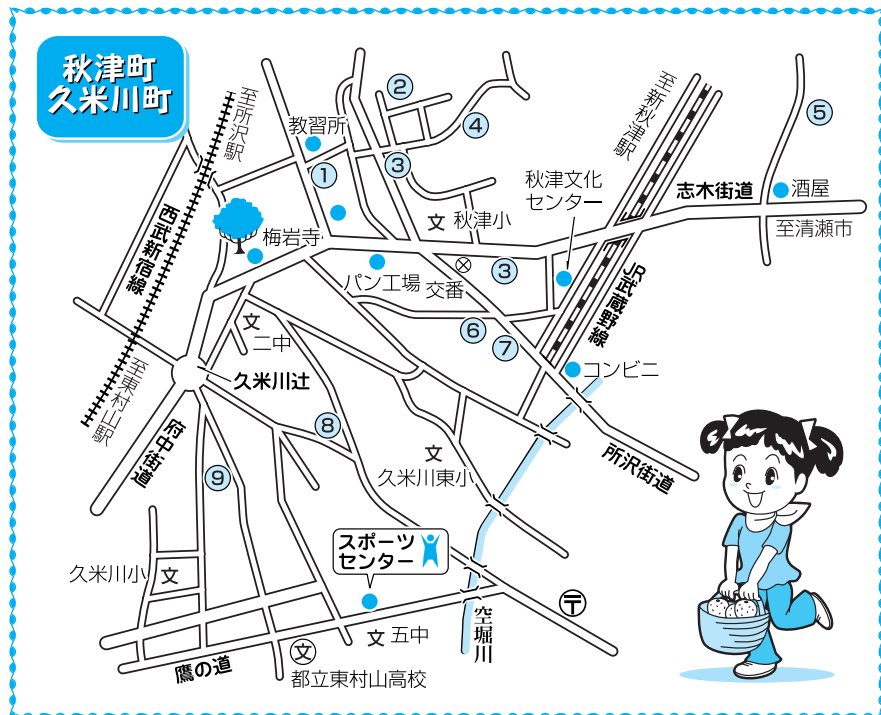 秋津町
久米川町
至所沢駅
教習所
②
④
③
①
至新秋津駅
⑤
秋津文化
センター
志木街道
酒屋
至清瀬市
文
秋津小
西武新宿線
梅岩寺
パン工場
交番
③
JR武蔵野線
文
二中
⑥
⑦
コンビニ
至東村山駅
久米川辻
府中街道
⑧
⑨
文
久米川東小
所沢街道
スポーツ
センター
久米川小
文
〒
空堀川
文
五中
鷹の道
文
都立東村山高校